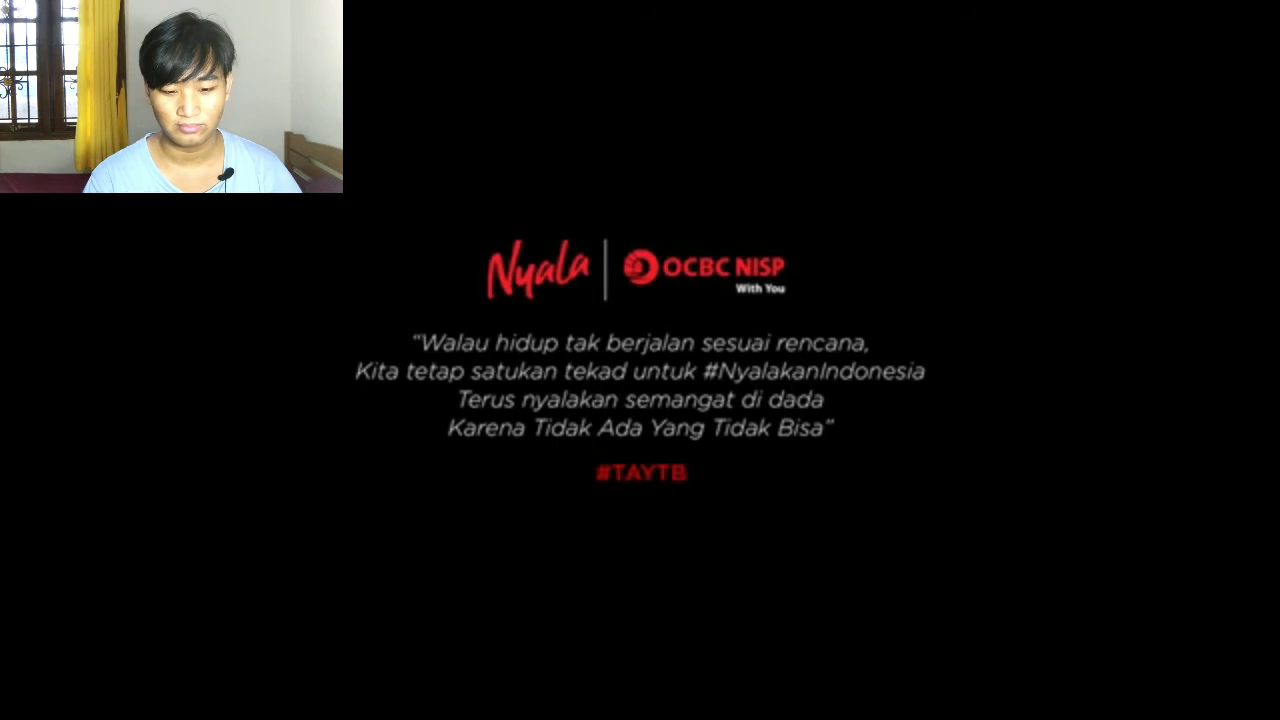 Nyala
OCBC NISP
With You
“Walau hidup tak berjalan sesuai rencana,
Kita tetap satukan tekad untuk #NyalakanIndonesia
Terus nyalakan semangat di dada
Karena Tidak Ada Yang Tidak Bisa”
#TAYTB